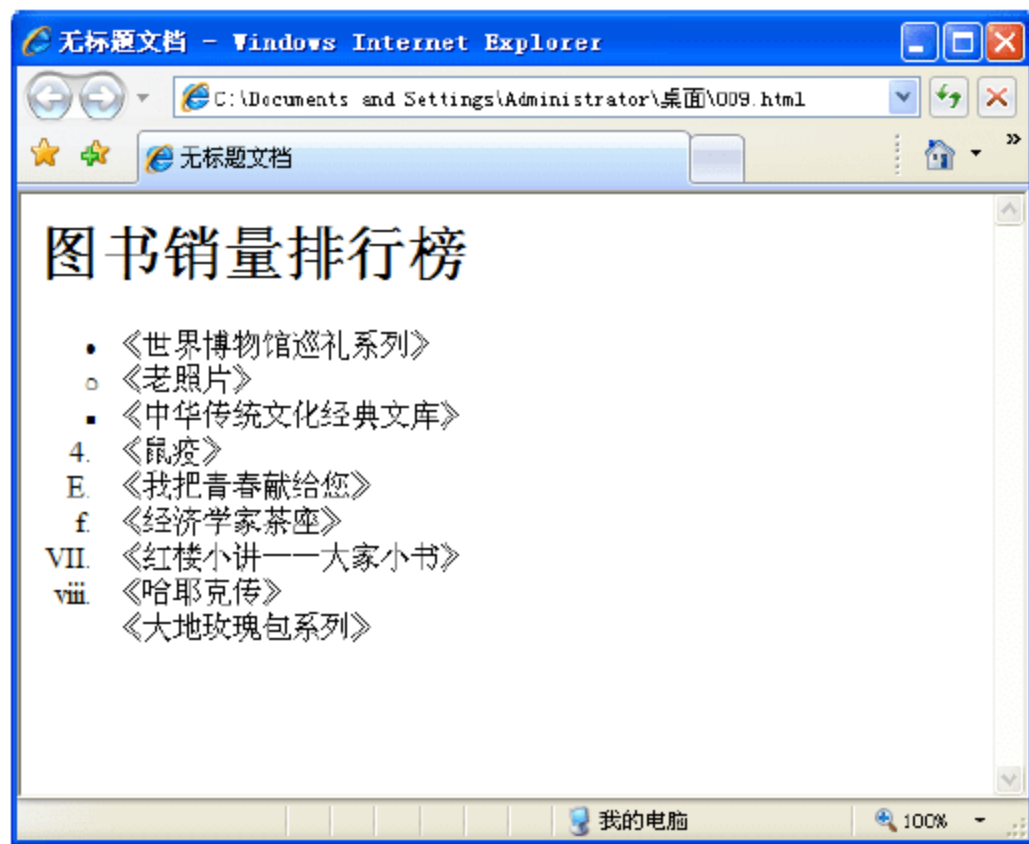 无标题文档 - Windows Internet Explorer
C:\Documents and Settings\Administrator\桌面\009.html
无标题文档
»
图书销量排行榜
• 《世界博物馆巡礼系列》
○ 《老照片》
▪ 《中华传统文化经典文库》
4. 《鼠疫》
E. 《我把青春献给您》
f. 《经济学家茶座》
VII. 《红楼小讲——大家小书》
viii. 《哈耶克传》
《大地玫瑰包系列》
我的电脑
100%